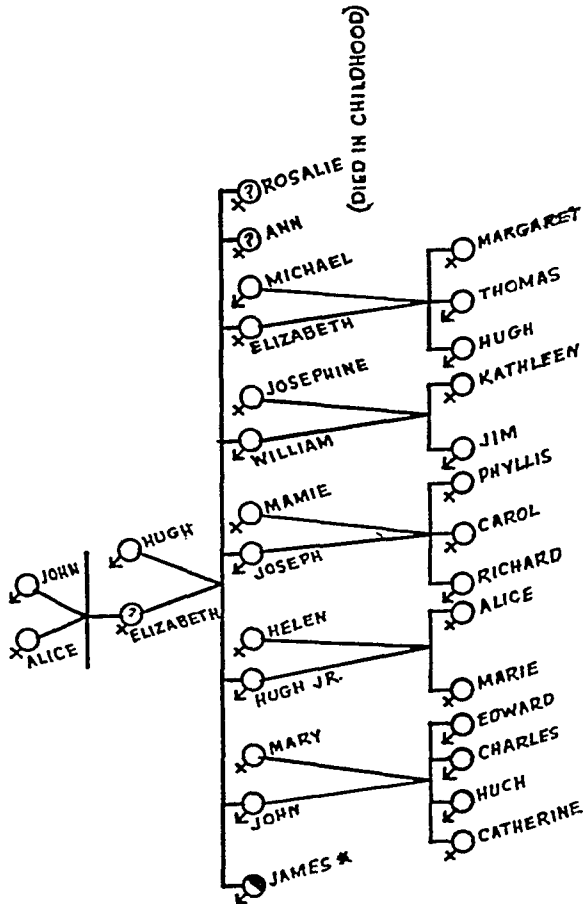 (DIED IN CHILDHOOD)
ROSALIE
ANN
MICHAEL
ELIZABETH
JOSEPHINE
WILLIAM
MAMIE
JOSEPH
HELEN
HUGH JR.
MARY
JOHN
JAMES *
JOHN
ALICE
HUGH
ELIZABETH
MARGARET
THOMAS
HUGH
KATHLEEN
JIM
PHYLLIS
CAROL
RICHARD
ALICE
MARIE
EDWARD
CHARLES
HUCH
CATHERINE
?
?
?